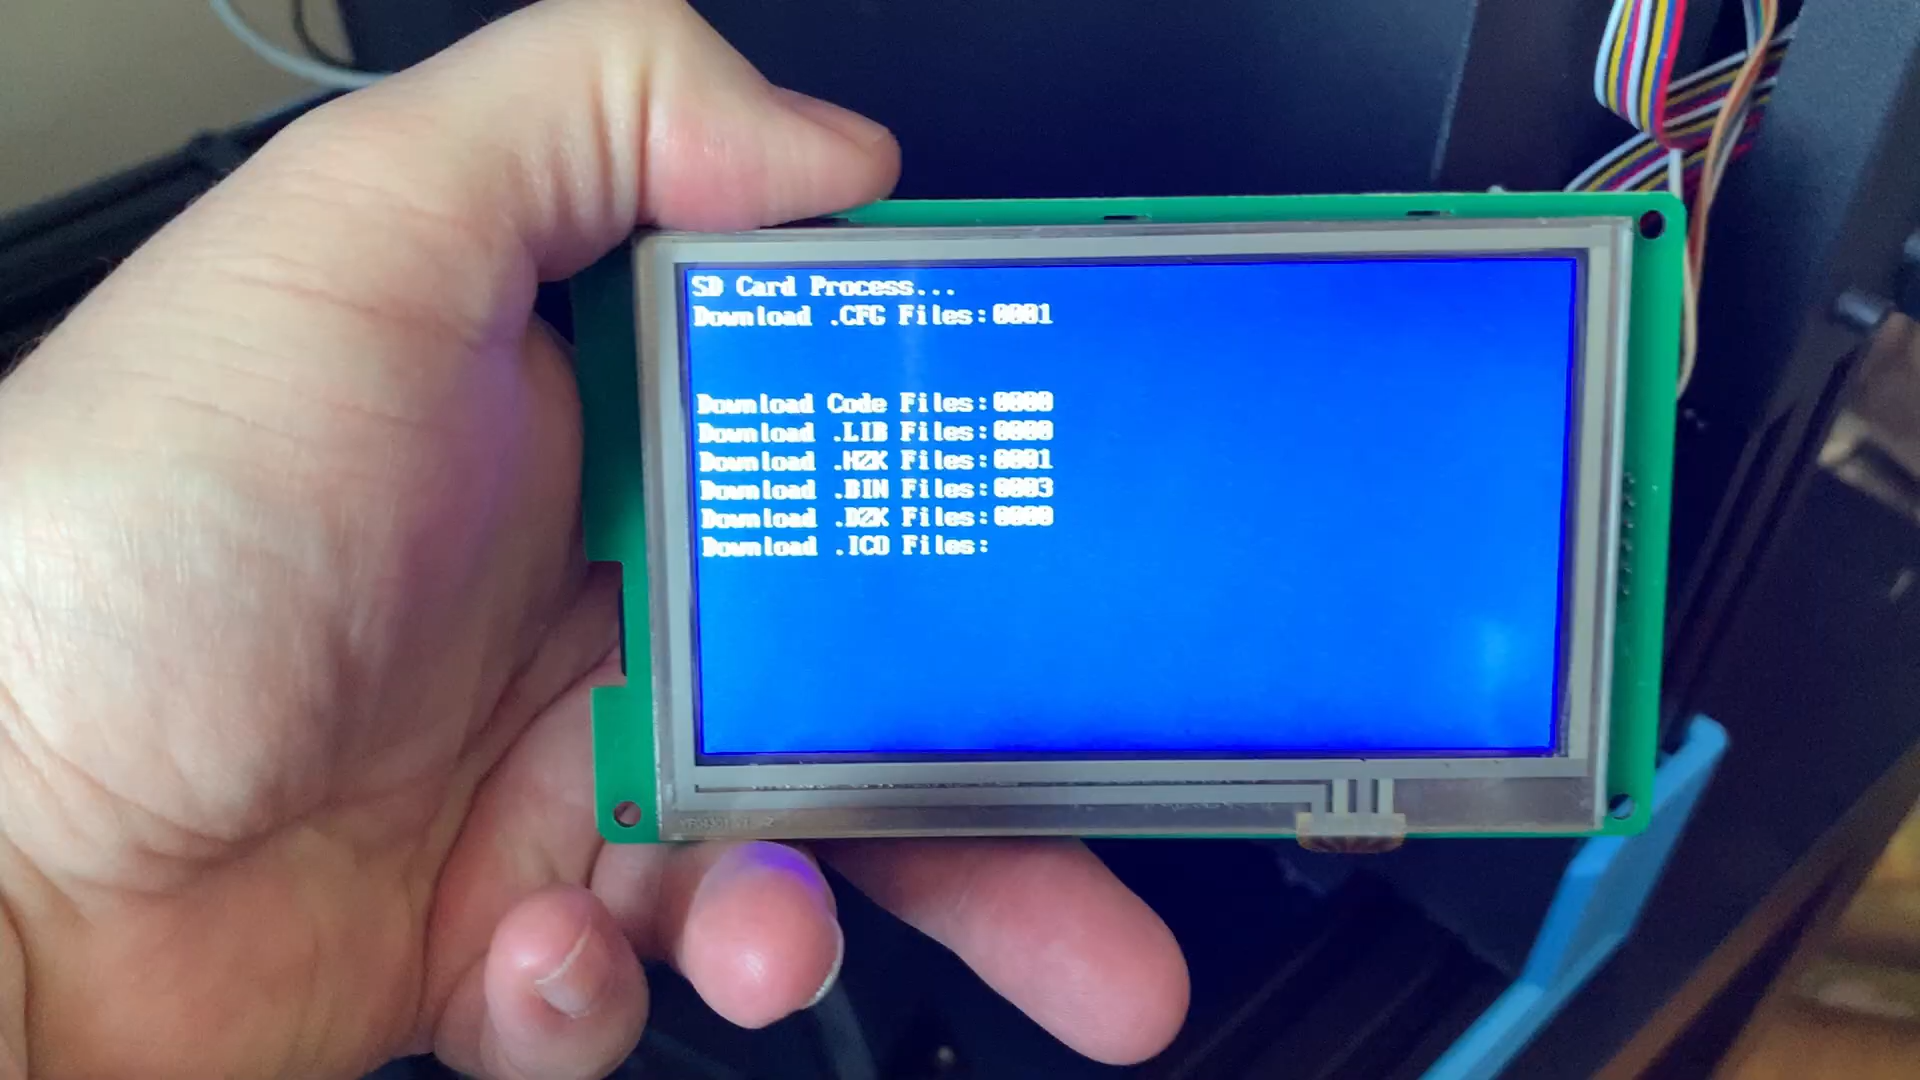 SD Card Process...
Download .CFG Files:0001
Download Code Files:0000
Download .LIB Files:0000
Download .HZK Files:0001
Download .BIN Files:0003
Download .DZK Files:0000
Download .ICO Files: